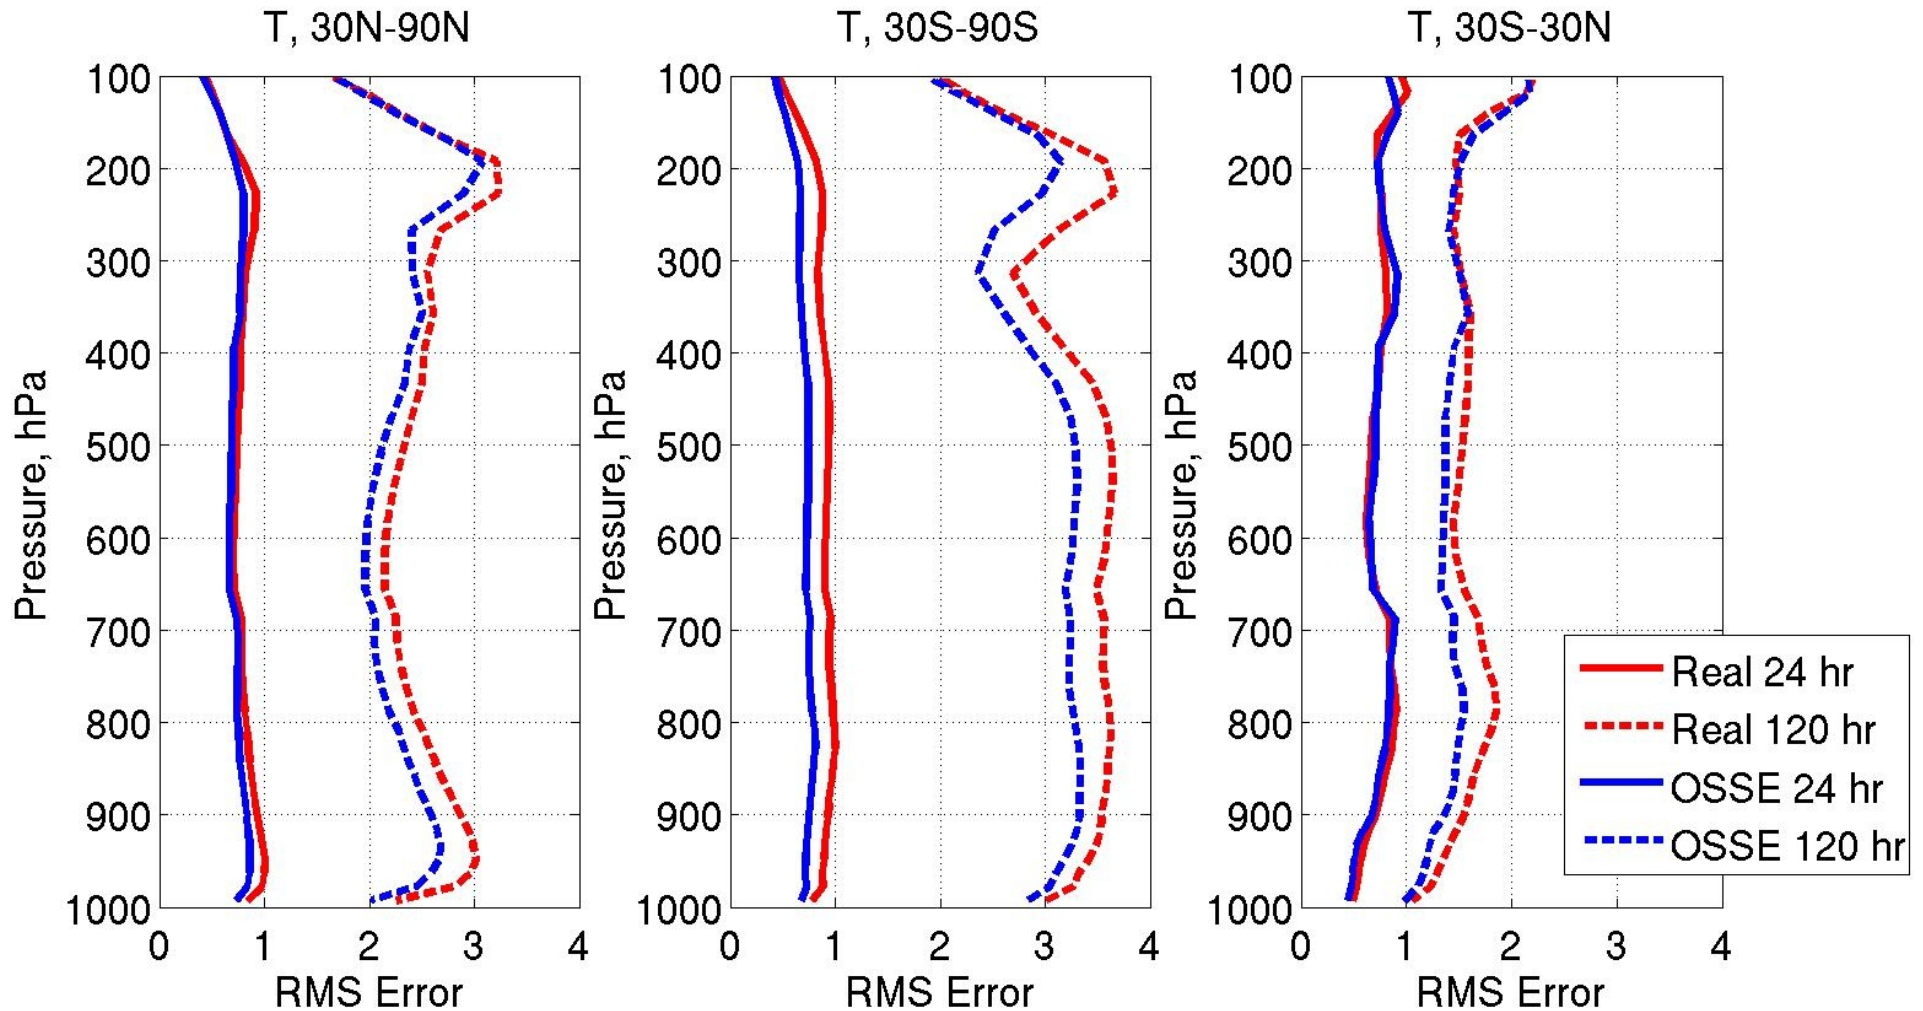 T, 30N-90N
100
200
300
400
500
600
700
800
900
1000
0 1 2 3 4
Pressure, hPa
RMS Error
T, 30S-90S
100
200
300
400
500
600
700
800
900
1000
0 1 2 3 4
Pressure, hPa
RMS Error
T, 30S-30N
100
200
300
400
500
600
700
800
900
1000
0 1 2 3 4
Pressure, hPa
RMS Error
Real 24 hr
Real 120 hr
OSSE 24 hr
OSSE 120 hr